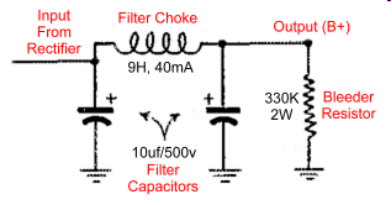 Input
From
Rectifier
Filter Choke
9H, 40mA
Output (B+)
+
+
330K
2W
Bleeder
Resistor
10uf/500v
Filter
Capacitors